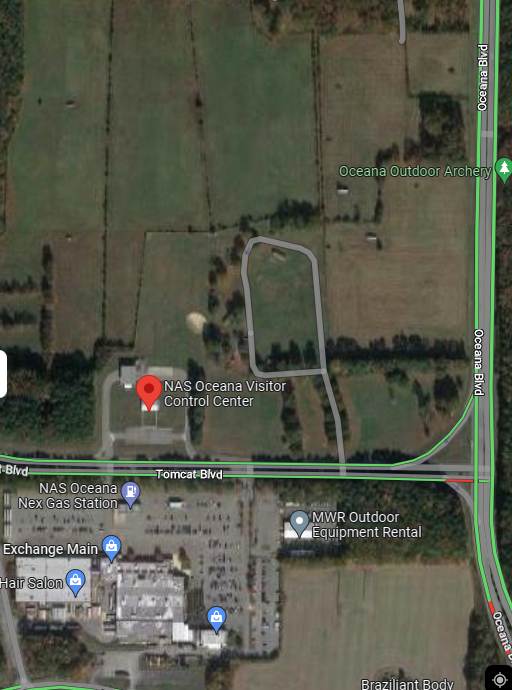 Oceana Blvd
Oceana Outdoor Archery
Oceana Blvd
NAS Oceana Visitor
Control Center
t Blvd
Tomcat Blvd
NAS Oceana
Nex Gas Station
MWR Outdoor
Equipment Rental
Exchange Main
Hair Salon
Oceana B
Braziliant Body